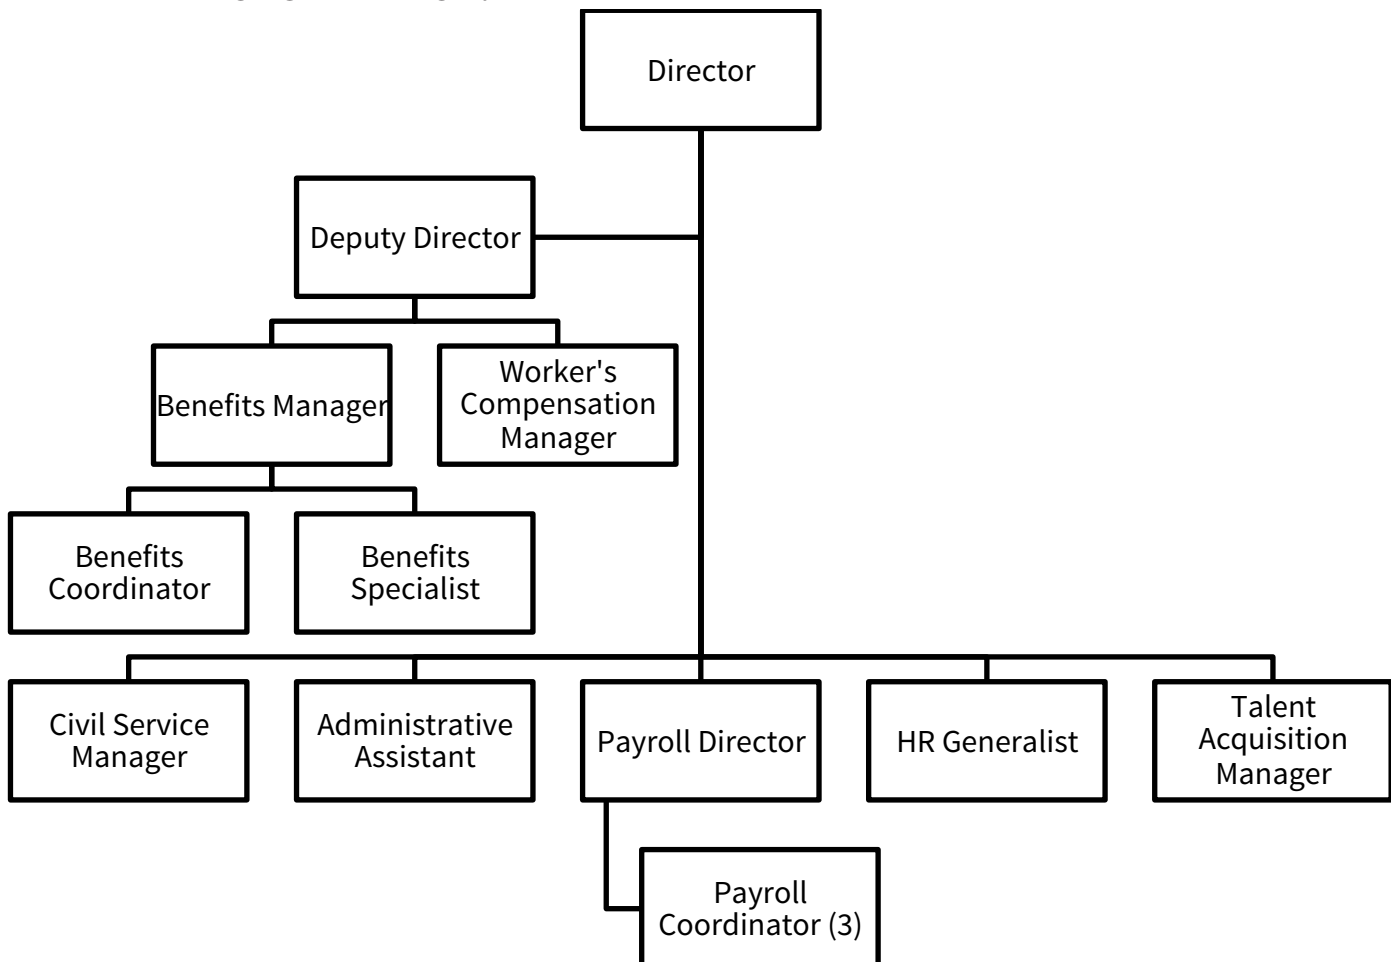 Director
Deputy Director
Benefits Manager
Worker's
Compensation
Manager
Benefits
Coordinator
Benefits
Specialist
Civil Service
Manager
Administrative
Assistant
Payroll Director
HR Generalist
Talent
Acquisition
Manager
Payroll
Coordinator (3)